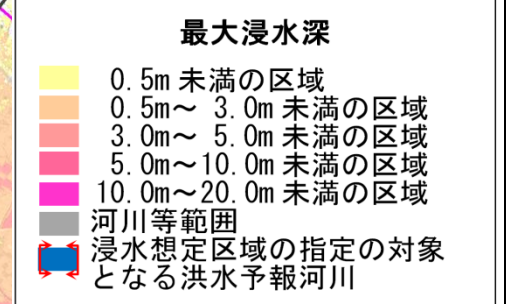 最大浸水深
0.5m 未満の区域
0.5m～ 3.0m 未満の区域
3.0m～ 5.0m 未満の区域
5.0m～10.0m 未満の区域
10.0m～20.0m 未満の区域
河川等範囲
浸水想定区域の指定の対象
となる洪水予報河川